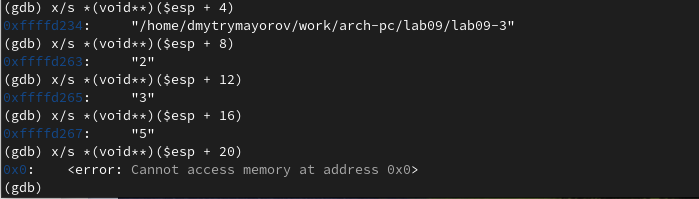 (gdb) x/s *(void**)($esp + 4)
0xffffd234:     "/home/dmytrymayorov/work/arch-pc/lab09/lab09-3"
(gdb) x/s *(void**)($esp + 8)
0xffffd263:     "2"
(gdb) x/s *(void**)($esp + 12)
0xffffd265:     "3"
(gdb) x/s *(void**)($esp + 16)
0xffffd267:     "5"
(gdb) x/s *(void**)($esp + 20)
0x0:    <error: Cannot access memory at address 0x0>
(gdb)